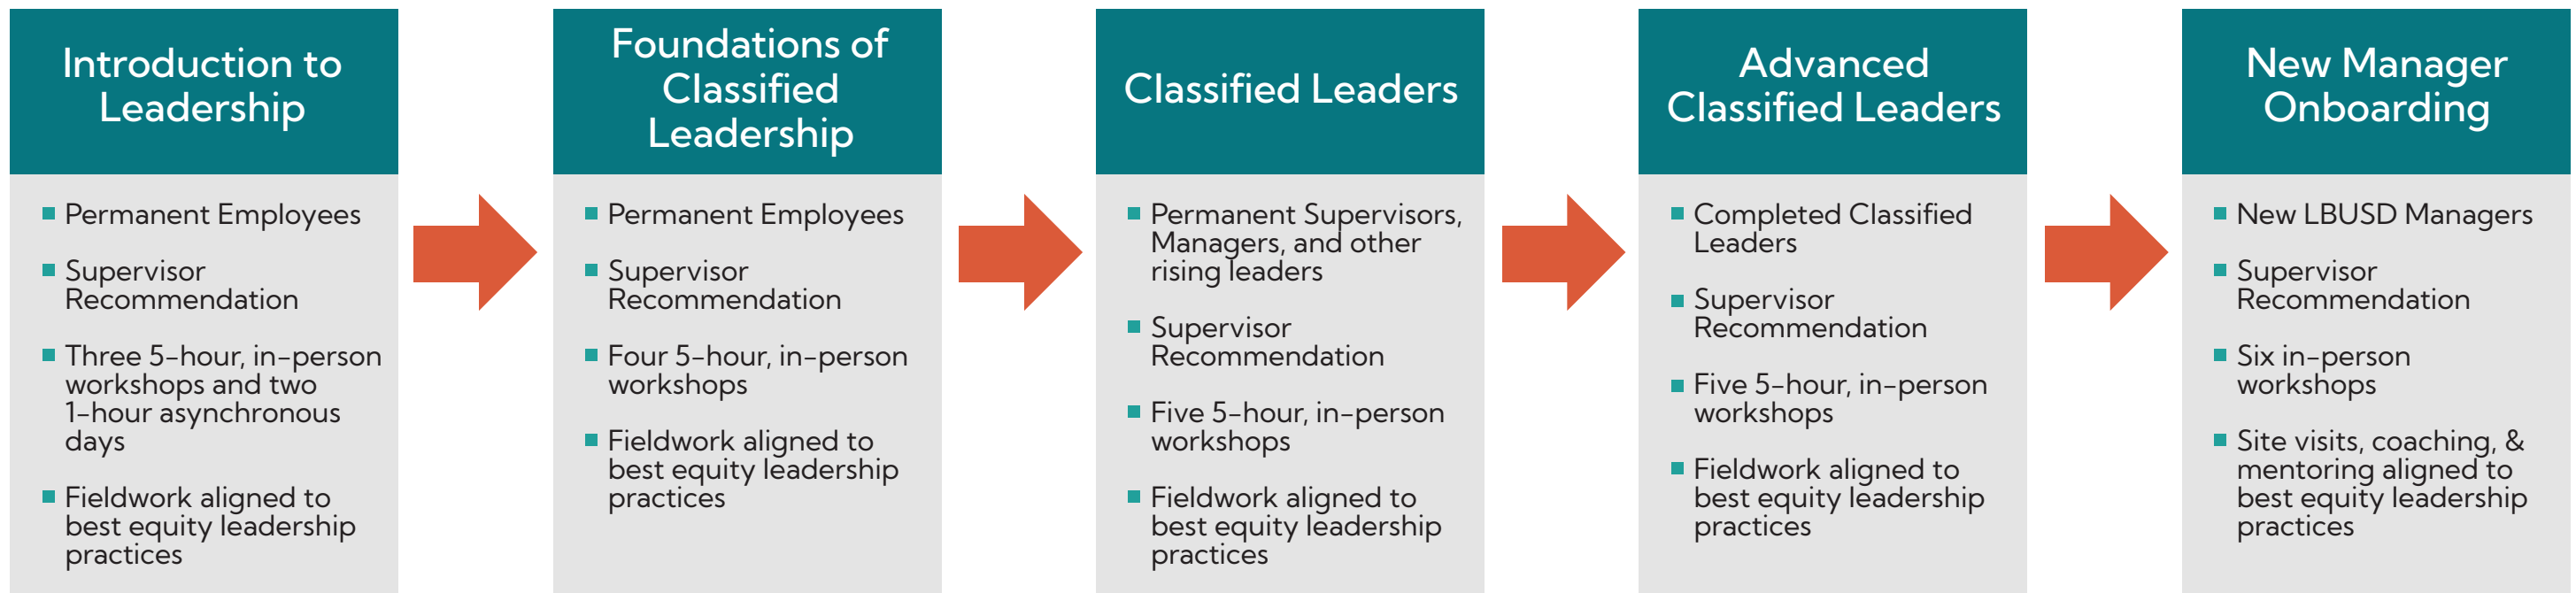 Introduction to
Leadership
Permanent Employees
Supervisor
Recommendation
Three 5-hour, in-person
workshops and two
1-hour asynchronous
days
Fieldwork aligned to
best equity leadership
practices
Foundations of
Classified
Leadership
Permanent Employees
Supervisor
Recommendation
Four 5-hour, in-person
workshops
Fieldwork aligned to
best equity leadership
practices
Classified Leaders
Permanent Supervisors,
Managers, and other
rising leaders
Supervisor
Recommendation
Five 5-hour, in-person
workshops
Fieldwork aligned to
best equity leadership
practices
Advanced
Classified Leaders
Completed Classified
Leaders
Supervisor
Recommendation
Five 5-hour, in-person
workshops
Fieldwork aligned to
best equity leadership
practices
New Manager
Onboarding
New LBUSD Managers
Supervisor
Recommendation
Six in-person
workshops
Site visits, coaching, &
mentoring aligned to
best equity leadership
practices